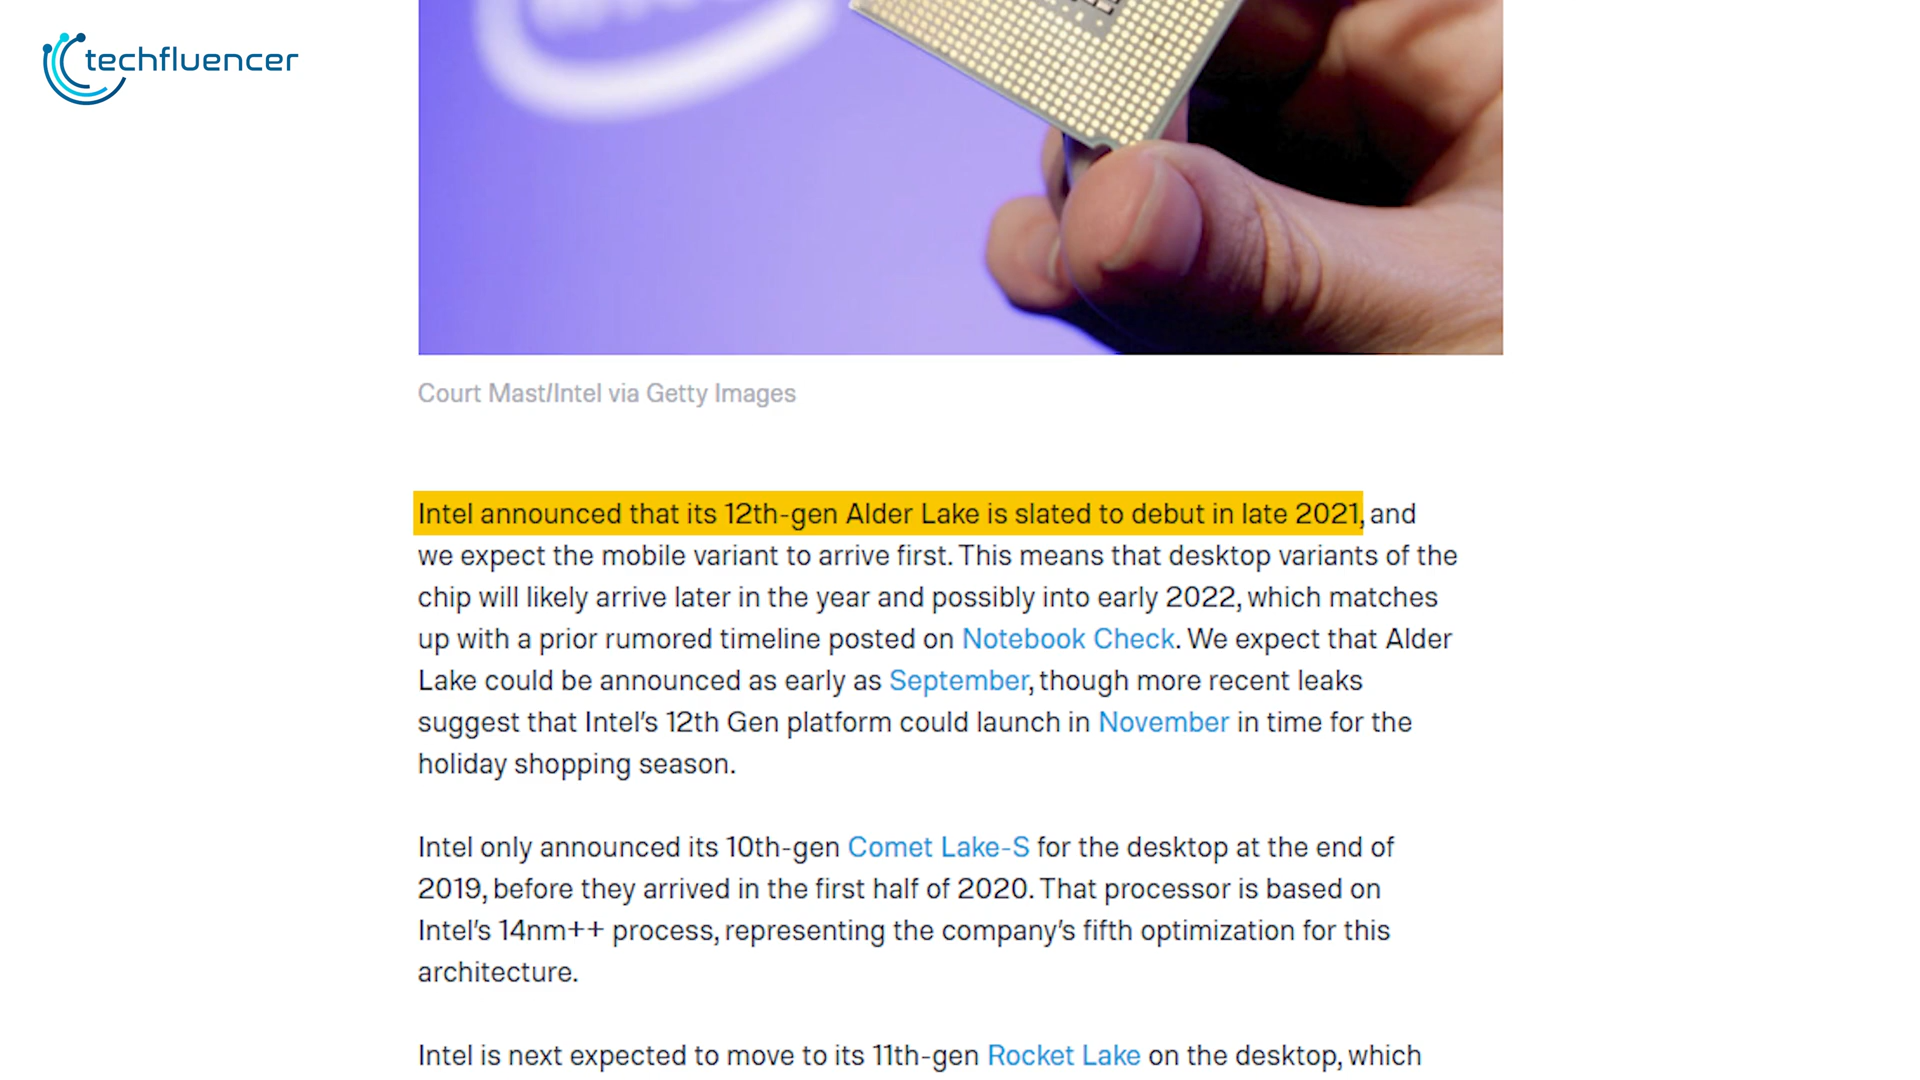 techfluencer
Court Mast/Intel via Getty Images
Intel announced that its 12th-gen Alder Lake is slated to debut in late 2021, and
we expect the mobile variant to arrive first. This means that desktop variants of the
chip will likely arrive later in the year and possibly into early 2022, which matches
up with a prior rumored timeline posted on Notebook Check. We expect that Alder
Lake could be announced as early as September, though more recent leaks
suggest that Intel's 12th Gen platform could launch in November in time for the
holiday shopping season.
Intel only announced its 10th-gen Comet Lake-S for the desktop at the end of
2019, before they arrived in the first half of 2020. That processor is based on
Intel's 14nm++ process, representing the company's fifth optimization for this
architecture.
Intel is next expected to move to its 11th-gen Rocket Lake on the desktop, which